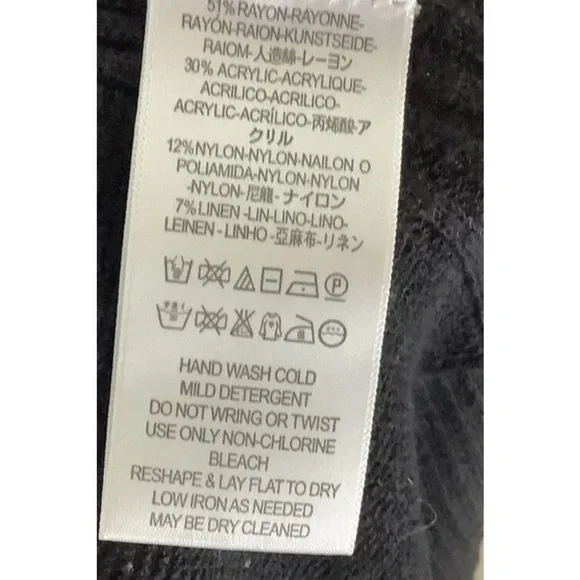 51% RAYON-RAYONNE-
RAYÓN-RAION-KUNSTSEIDE-
RAIOM-人造絲-レーヨン
30% ACRYLIC-ACRYLIQUE-
ACRILICO-ACRILICO-
ACRYLIC-ACRÍLICO-丙烯酸-ア
クリル
12%NYLON-NYLON-NAILON O
POLIAMIDA-NYLON-NYLON
-NYLON-尼龍-ナイロン
7% LINEN-LIN-LINO-LINO-
LEINEN-LINHO-亞麻布-リネン
P
HAND WASH COLD
MILD DETERGENT
DO NOT WRING OR TWIST
USE ONLY NON-CHLORINE
BLEACH
RESHAPE & LAY FLAT TO DRY
LOW IRON AS NEEDED
MAY BE DRY CLEANED